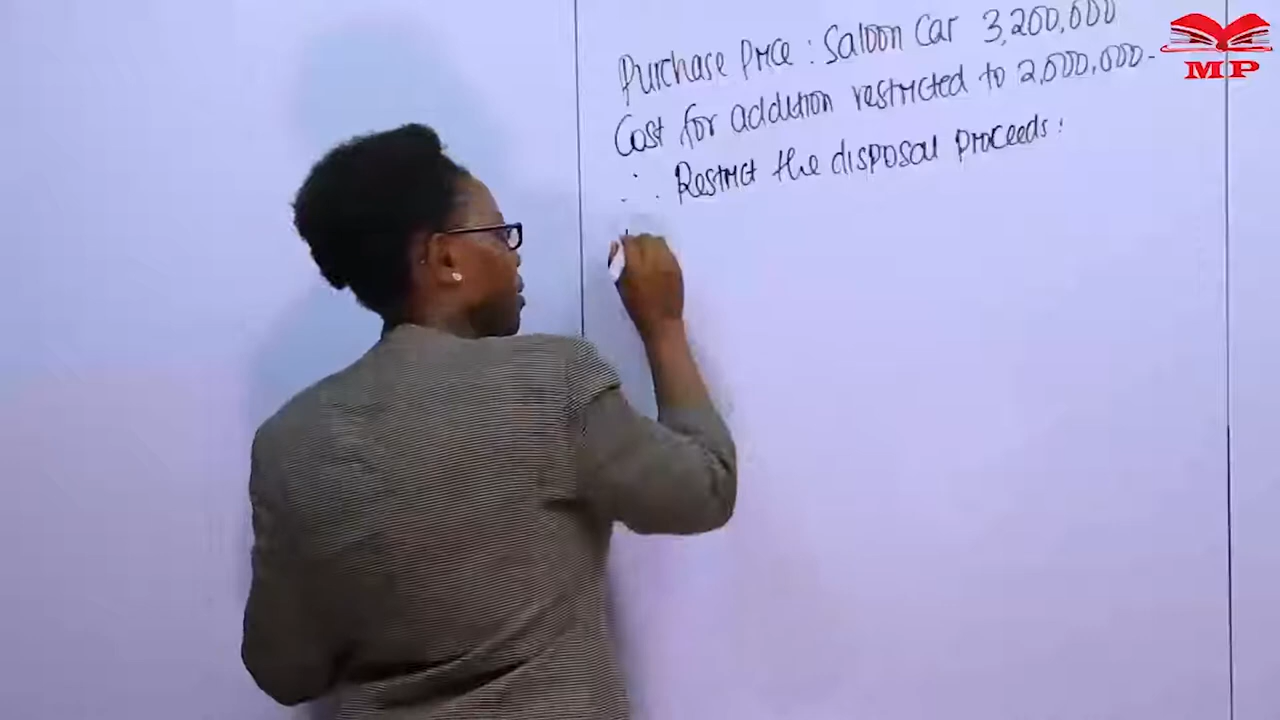 Purchase Price : Saloon Car 3,200,000
Cost for addition restricted to 2,000,000-
∴ Restrict the disposal proceeds:
MP